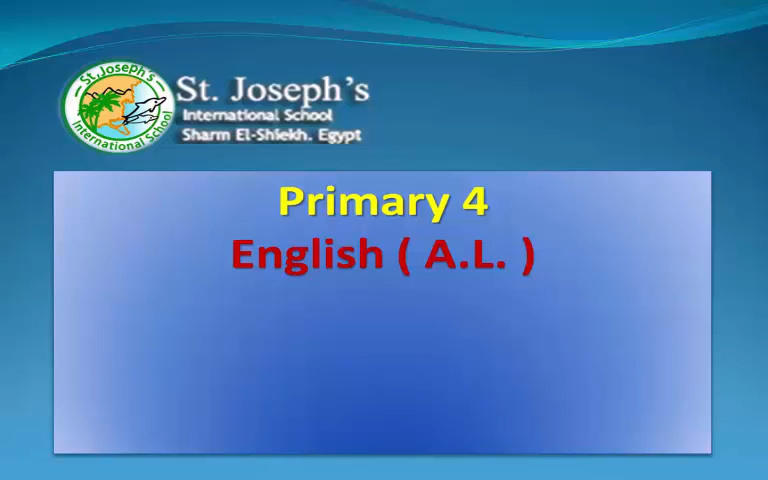 St. Joseph's
International School
St. Joseph's
International School
Sharm El-Shiekh. Egypt
Primary 4
English ( A.L. )